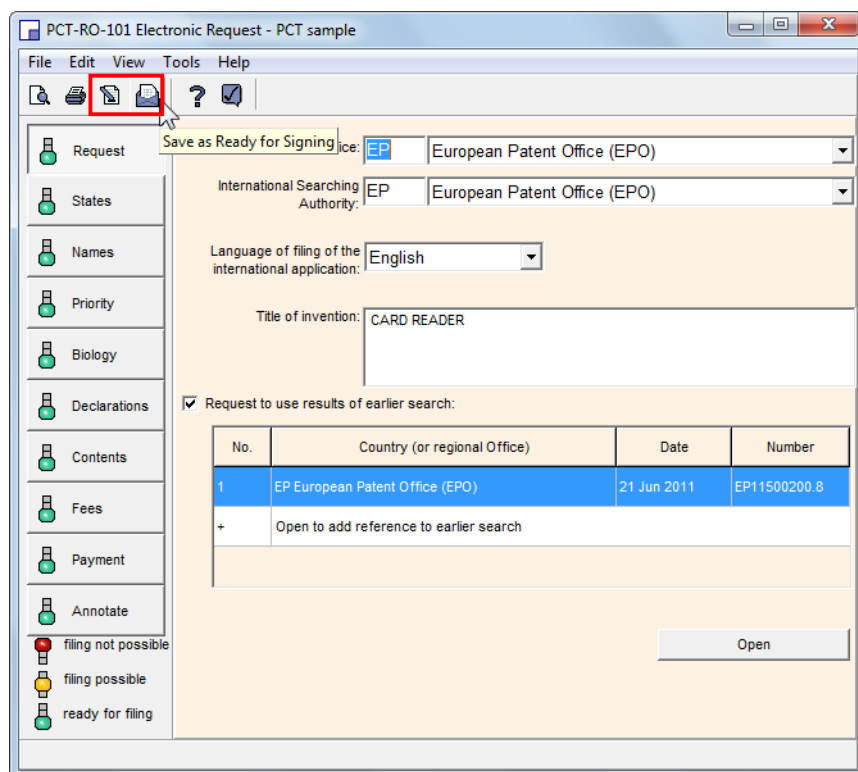 PCT-RO-101 Electronic Request - PCT sample
File Edit View Tools Help
Save as Ready for Signing
ice: EP European Patent Office (EPO)
International Searching
Authority: EP European Patent Office (EPO)
Language of filing of the
international application: English
Title of invention: CARD READER
Request to use results of earlier search:
No. Country (or regional Office) Date Number
1 EP European Patent Office (EPO) 21 Jun 2011 EP11500200.8
+ Open to add reference to earlier search
Open
Request
States
Names
Priority
Biology
Declarations
Contents
Fees
Payment
Annotate
filing not possible
filing possible
ready for filing